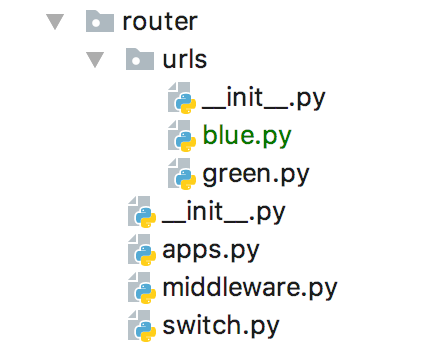 router
urls
__init__.py
blue.py
green.py
__init__.py
apps.py
middleware.py
switch.py